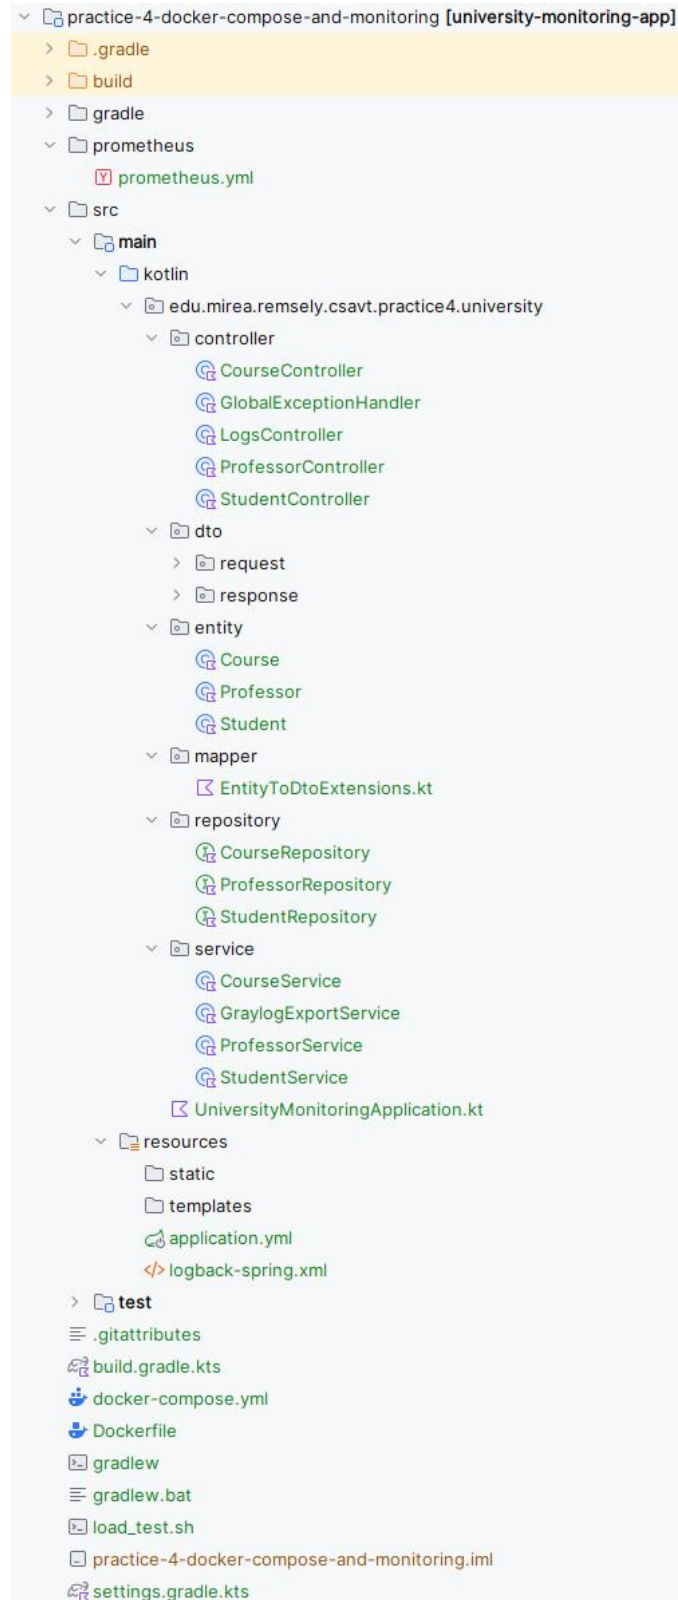 practice-4-docker-compose-and-monitoring [university-monitoring-app]
.gradle
build
gradle
prometheus
prometheus.yml
src
main
kotlin
edu.mirea.remsely.csavt.practice4.university
controller
CourseController
GlobalExceptionHandler
LogsController
ProfessorController
StudentController
dto
request
response
entity
Course
Professor
Student
mapper
EntityToDtoExtensions.kt
repository
CourseRepository
ProfessorRepository
StudentRepository
service
CourseService
GraylogExportService
ProfessorService
StudentService
UniversityMonitoringApplication.kt
resources
static
templates
application.yml
logback-spring.xml
test
.gitattributes
build.gradle.kts
docker-compose.yml
Dockerfile
gradlew
gradlew.bat
load_test.sh
practice-4-docker-compose-and-monitoring.iml
settings.gradle.kts